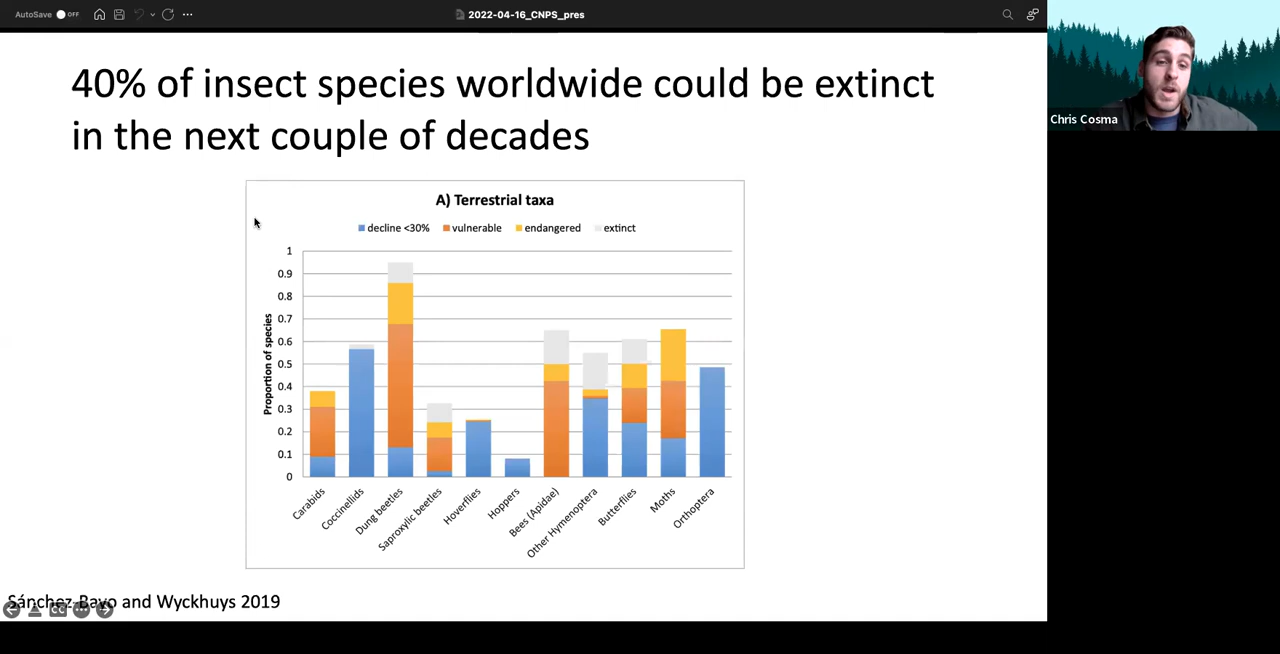 AutoSave OFF
2022-04-16_CNPS_pres
Chris Cosma
40% of insect species worldwide could be extinct
in the next couple of decades
A) Terrestrial taxa
decline <30% vulnerable endangered extinct
Proportion of species
1
0.9
0.8
0.7
0.6
0.5
0.4
0.3
0.2
0.1
0
Carabids
Coccinellids
Dung beetles
Saproxylic beetles
Hoverflies
Hoppers
Bees (Apidae)
Other Hymenoptera
Butterflies
Moths
Orthoptera
Sánchez-Bayo and Wyckhuys 2019
CC